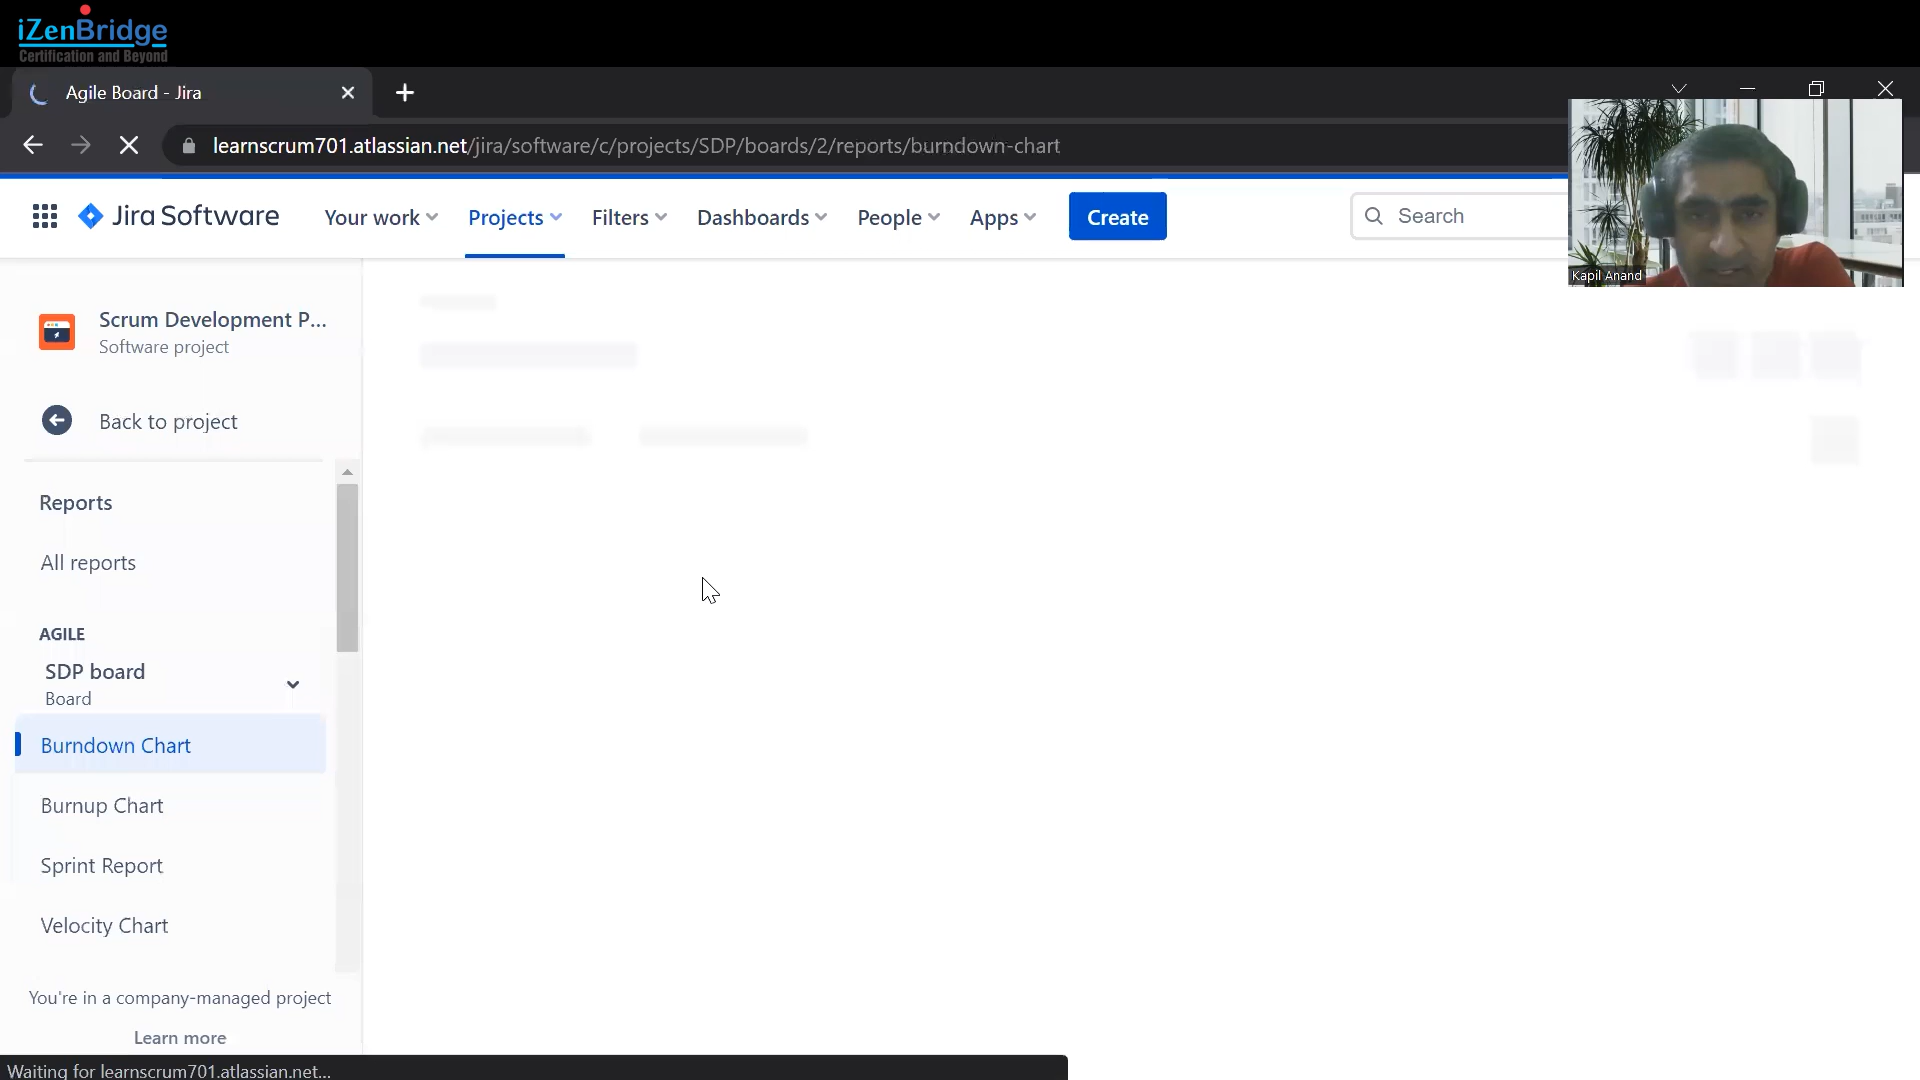 iZenBridge
Certification and Beyond
Agile Board - Jira
learnscrum701.atlassian.net/jira/software/c/projects/SDP/boards/2/reports/burndown-chart
Jira Software
Your work
Projects
Filters
Dashboards
People
Apps
Create
Search
Kapil Anand
Scrum Development P...
Software project
Back to project
Reports
All reports
AGILE
SDP board
Board
Burndown Chart
Burnup Chart
Sprint Report
Velocity Chart
You're in a company-managed project
Learn more
Waiting for learnscrum701.atlassian.net...